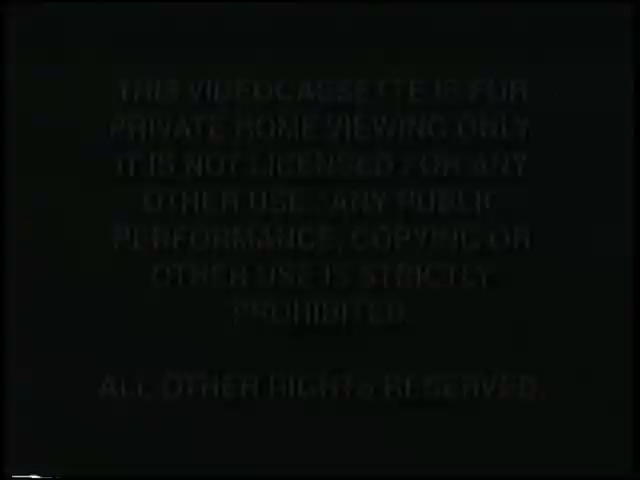 THIS VIDEOCASSETTE IS FOR
PRIVATE HOME VIEWING ONLY.
IT IS NOT LICENSED FOR ANY
OTHER USE. ANY PUBLIC
PERFORMANCE, COPYING OR
OTHER USE IS STRICTLY
PROHIBITED.
ALL OTHER RIGHTS RESERVED.